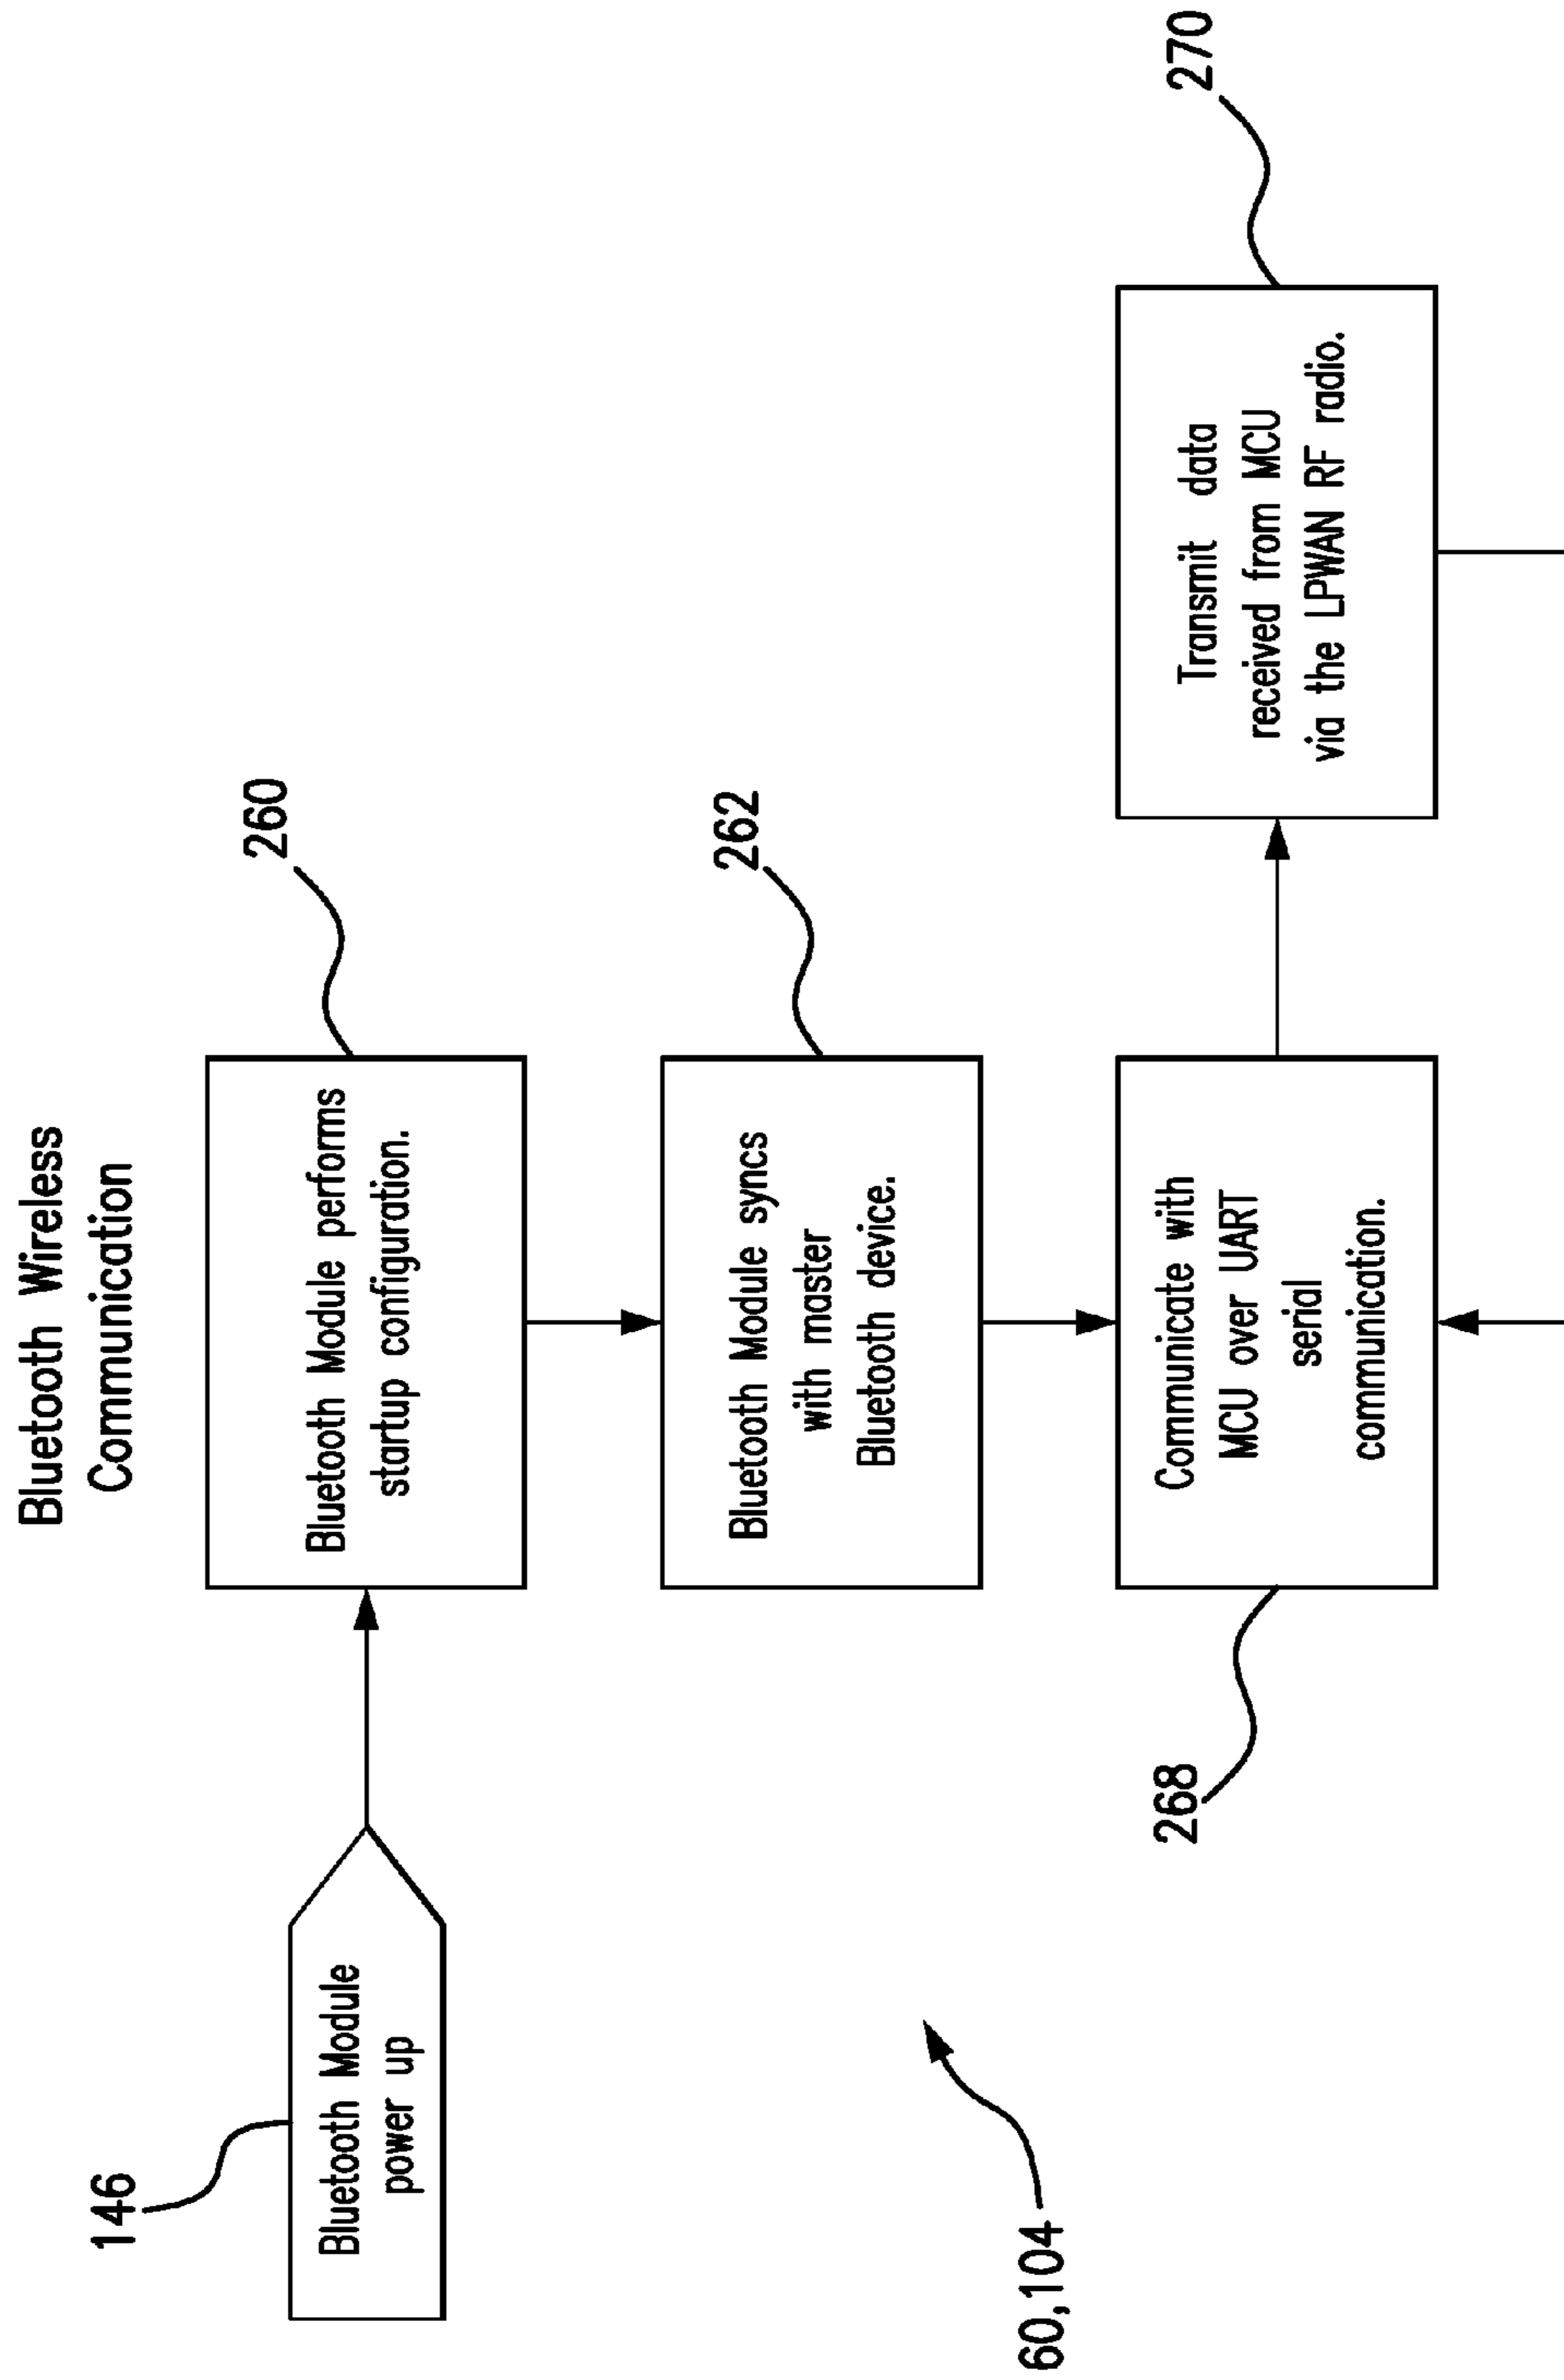 Bluetooth Wireless
Communication
146
Bluetooth Module
power up
260
Bluetooth Module performs
startup configuration.
262
Bluetooth Module syncs
with master
Bluetooth device.
268
Communicate with
MCU over UART
serial
communication.
270
Transmit data
received from MCU
via the LPWAN RF radio.
60,104